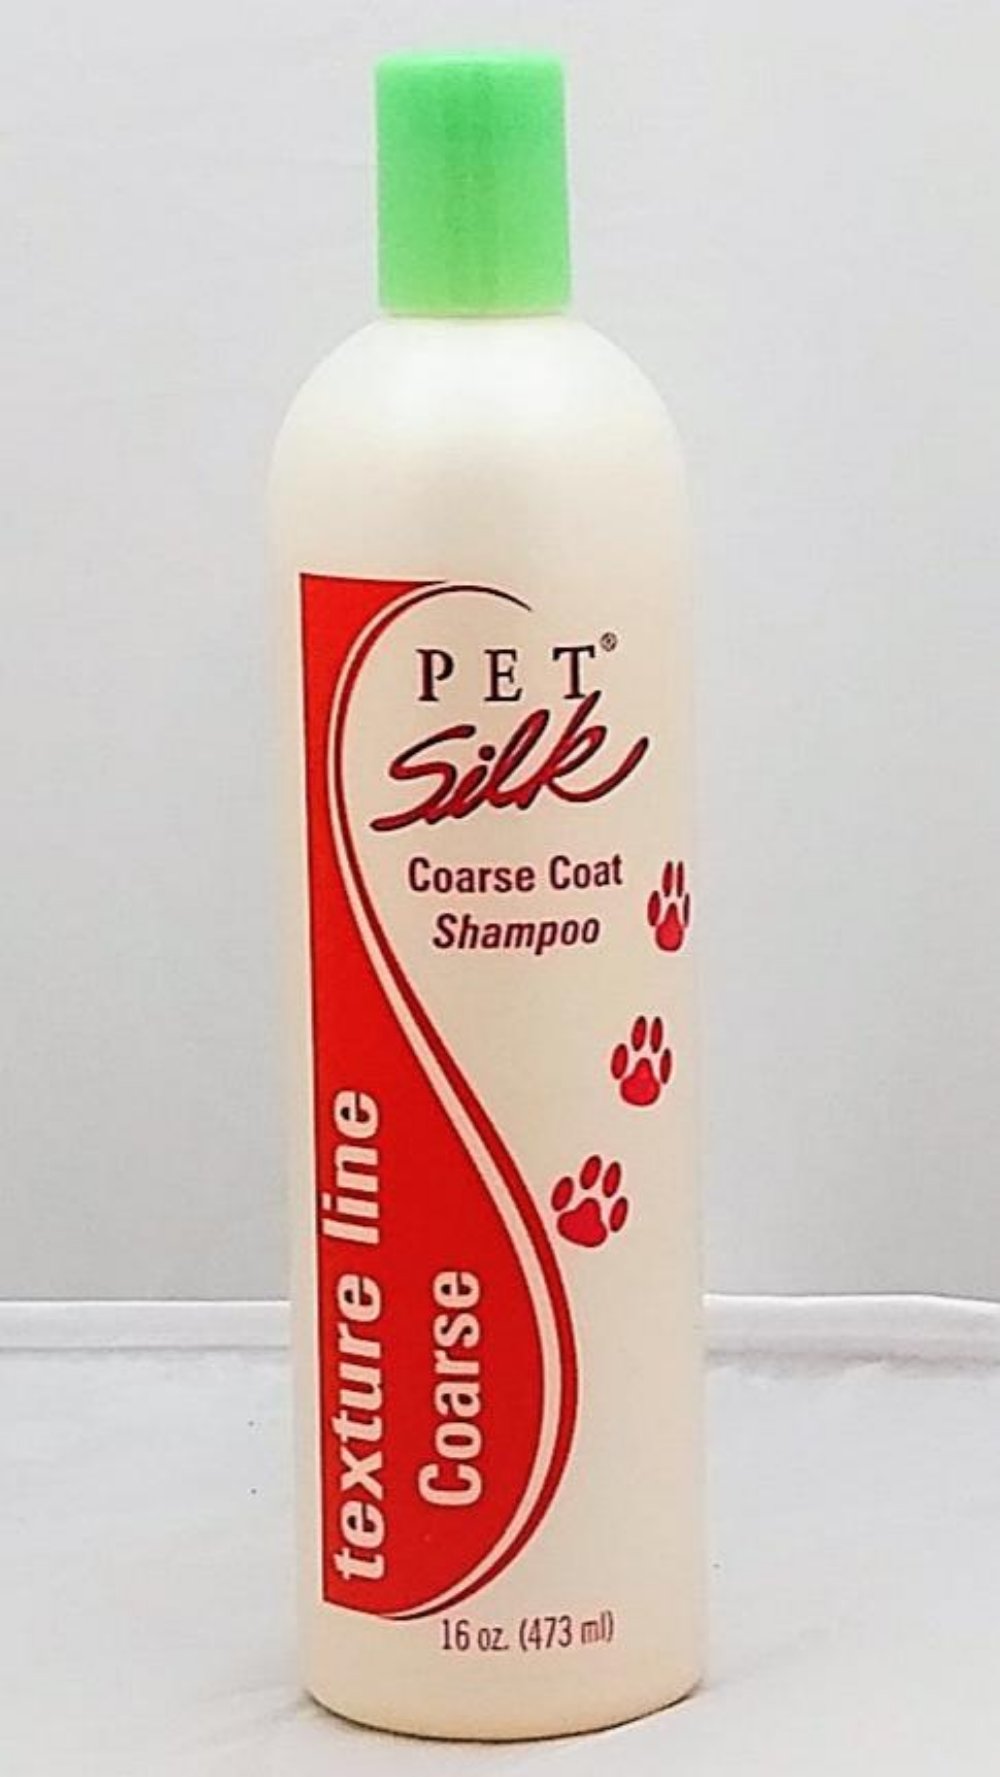 PET®
Silk
Coarse Coat
Shampoo
texture line
Coarse
16 oz. (473 ml)